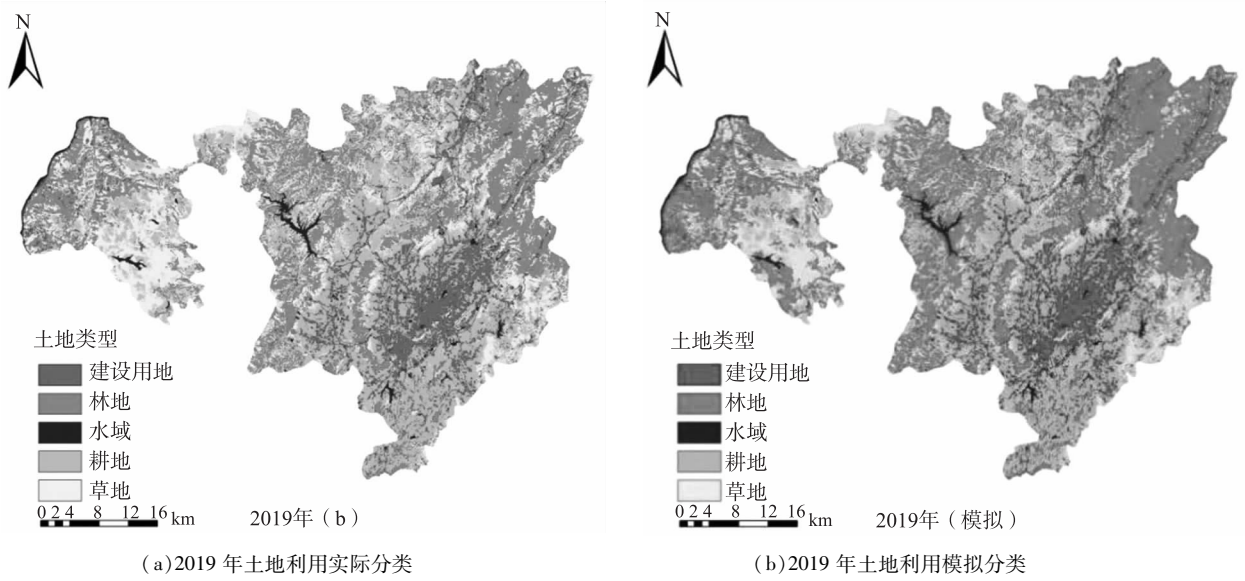 N
土地类型
建设用地
林地
水域
耕地
草地
0 2 4 8 12 16 km
2019年（b）
(a)2019 年土地利用实际分类
N
土地类型
建设用地
林地
水域
耕地
草地
0 2 4 8 12 16 km
2019年（模拟）
(b)2019 年土地利用模拟分类